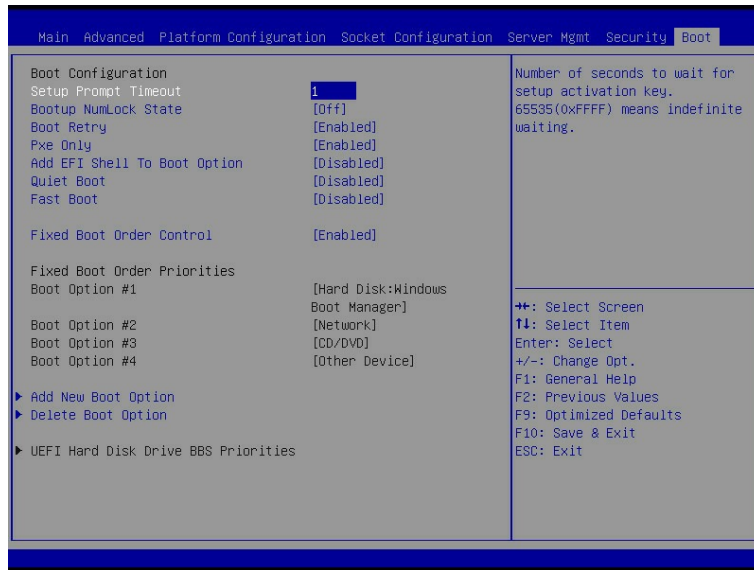 Main Advanced Platform Configuration Socket Configuration Server Mgmt Security Boot
Boot Configuration
Setup Prompt Timeout 1
Bootup NumLock State [Off]
Boot Retry [Enabled]
Pxe Only [Enabled]
Add EFI Shell To Boot Option [Disabled]
Quiet Boot [Disabled]
Fast Boot [Disabled]
Fixed Boot Order Control [Enabled]
Fixed Boot Order Priorities
Boot Option #1 [Hard Disk:Windows
Boot Manager]
Boot Option #2 [Network]
Boot Option #3 [CD/DVD]
Boot Option #4 [Other Device]
▶ Add New Boot Option
▶ Delete Boot Option
▶ UEFI Hard Disk Drive BBS Priorities
Number of seconds to wait for
setup activation key.
65535(0xFFFF) means indefinite
waiting.
→←: Select Screen
↑↓: Select Item
Enter: Select
+/-: Change Opt.
F1: General Help
F2: Previous Values
F9: Optimized Defaults
F10: Save & Exit
ESC: Exit